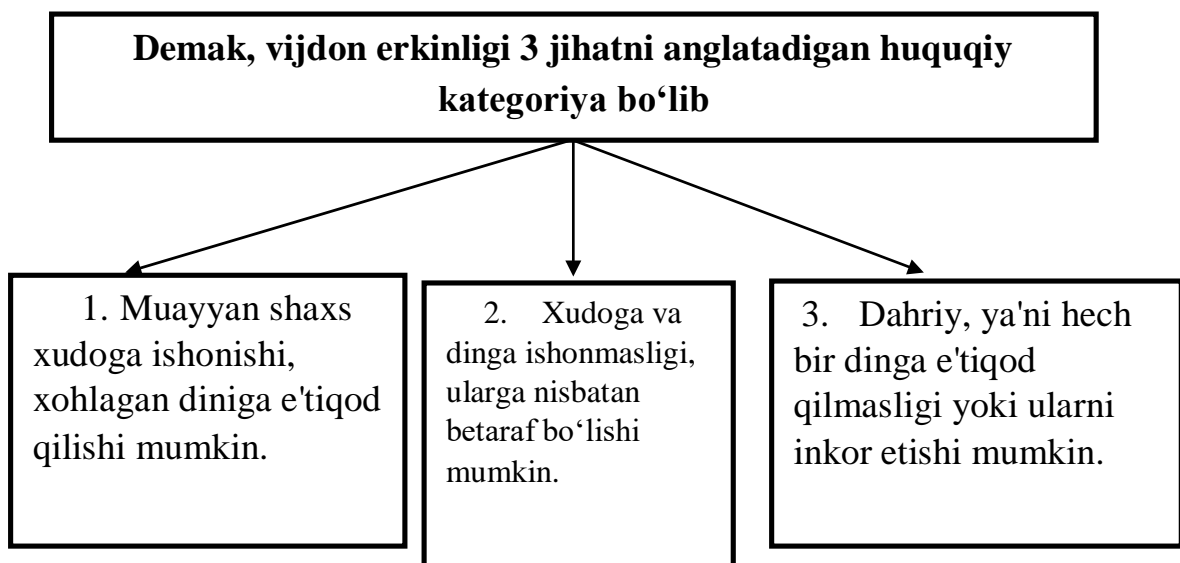 Demak, vijdon erkinligi 3 jihatni anglatadigan huquqiy
kategoriya bo‘lib
1. Muayyan shaxs
xudoga ishonishi,
xohlagan diniga e'tiqod
qilishi mumkin.
2. Xudoga va
dinga ishonmasligi,
ularga nisbatan
betaraf bo‘lishi
mumkin.
3. Dahriy, ya'ni hech
bir dinga e'tiqod
qilmasligi yoki ularni
inkor etishi mumkin.